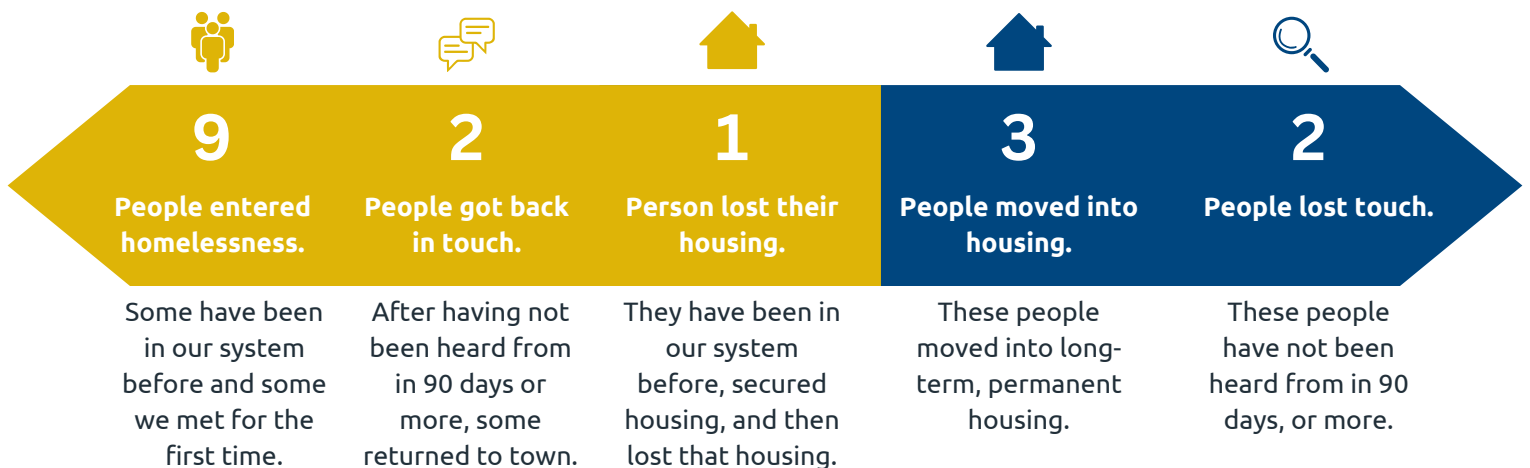 9
People entered
homelessness.
Some have been
in our system
before and some
we met for the
first time.
2
People got back
in touch.
After having not
been heard from
in 90 days or
more, some
returned to town.
1
Person lost their
housing.
They have been in
our system
before, secured
housing, and then
lost that housing.
3
People moved into
housing.
These people
moved into long-
term, permanent
housing.
2
People lost touch.
These people
have not been
heard from in 90
days, or more.